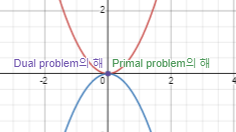 2
Dual problem의 해 Primal problem의 해
-2 0 2 4